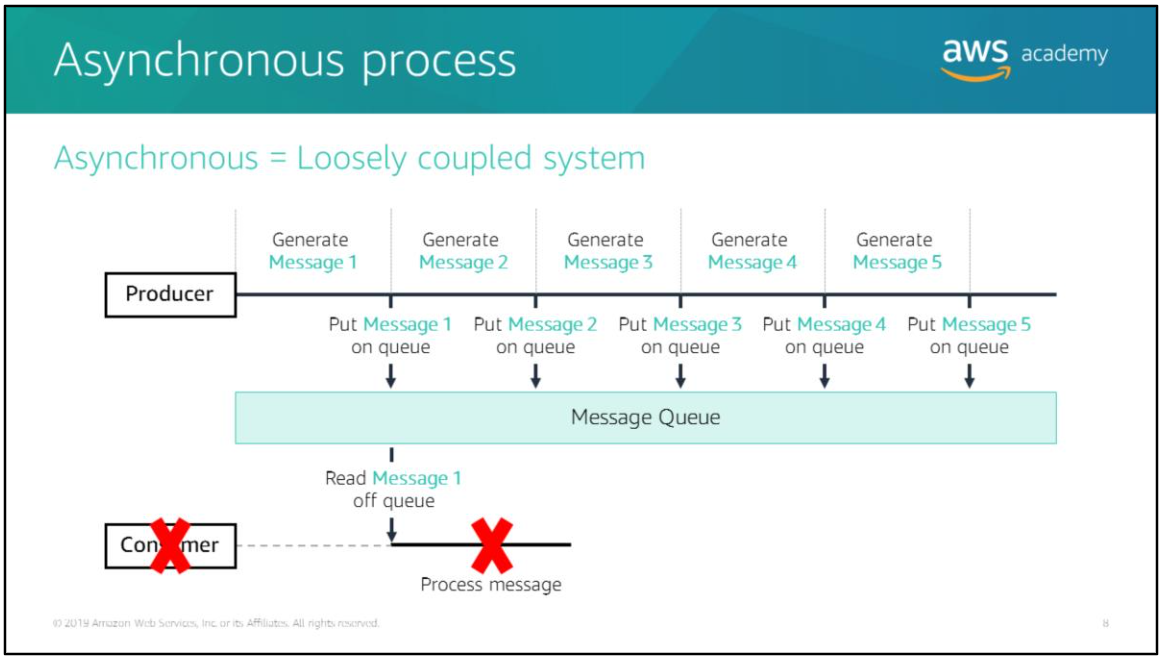 Asynchronous process
aws academy
Asynchronous = Loosely coupled system
Generate
Message 1
Generate
Message 2
Generate
Message 3
Generate
Message 4
Generate
Message 5
Producer
Put Message 1
on queue
Put Message 2
on queue
Put Message 3
on queue
Put Message 4
on queue
Put Message 5
on queue
Message Queue
Read Message 1
off queue
Process message
© 2019 Amazon Web Services, Inc. or its Affiliates. All rights reserved.
8